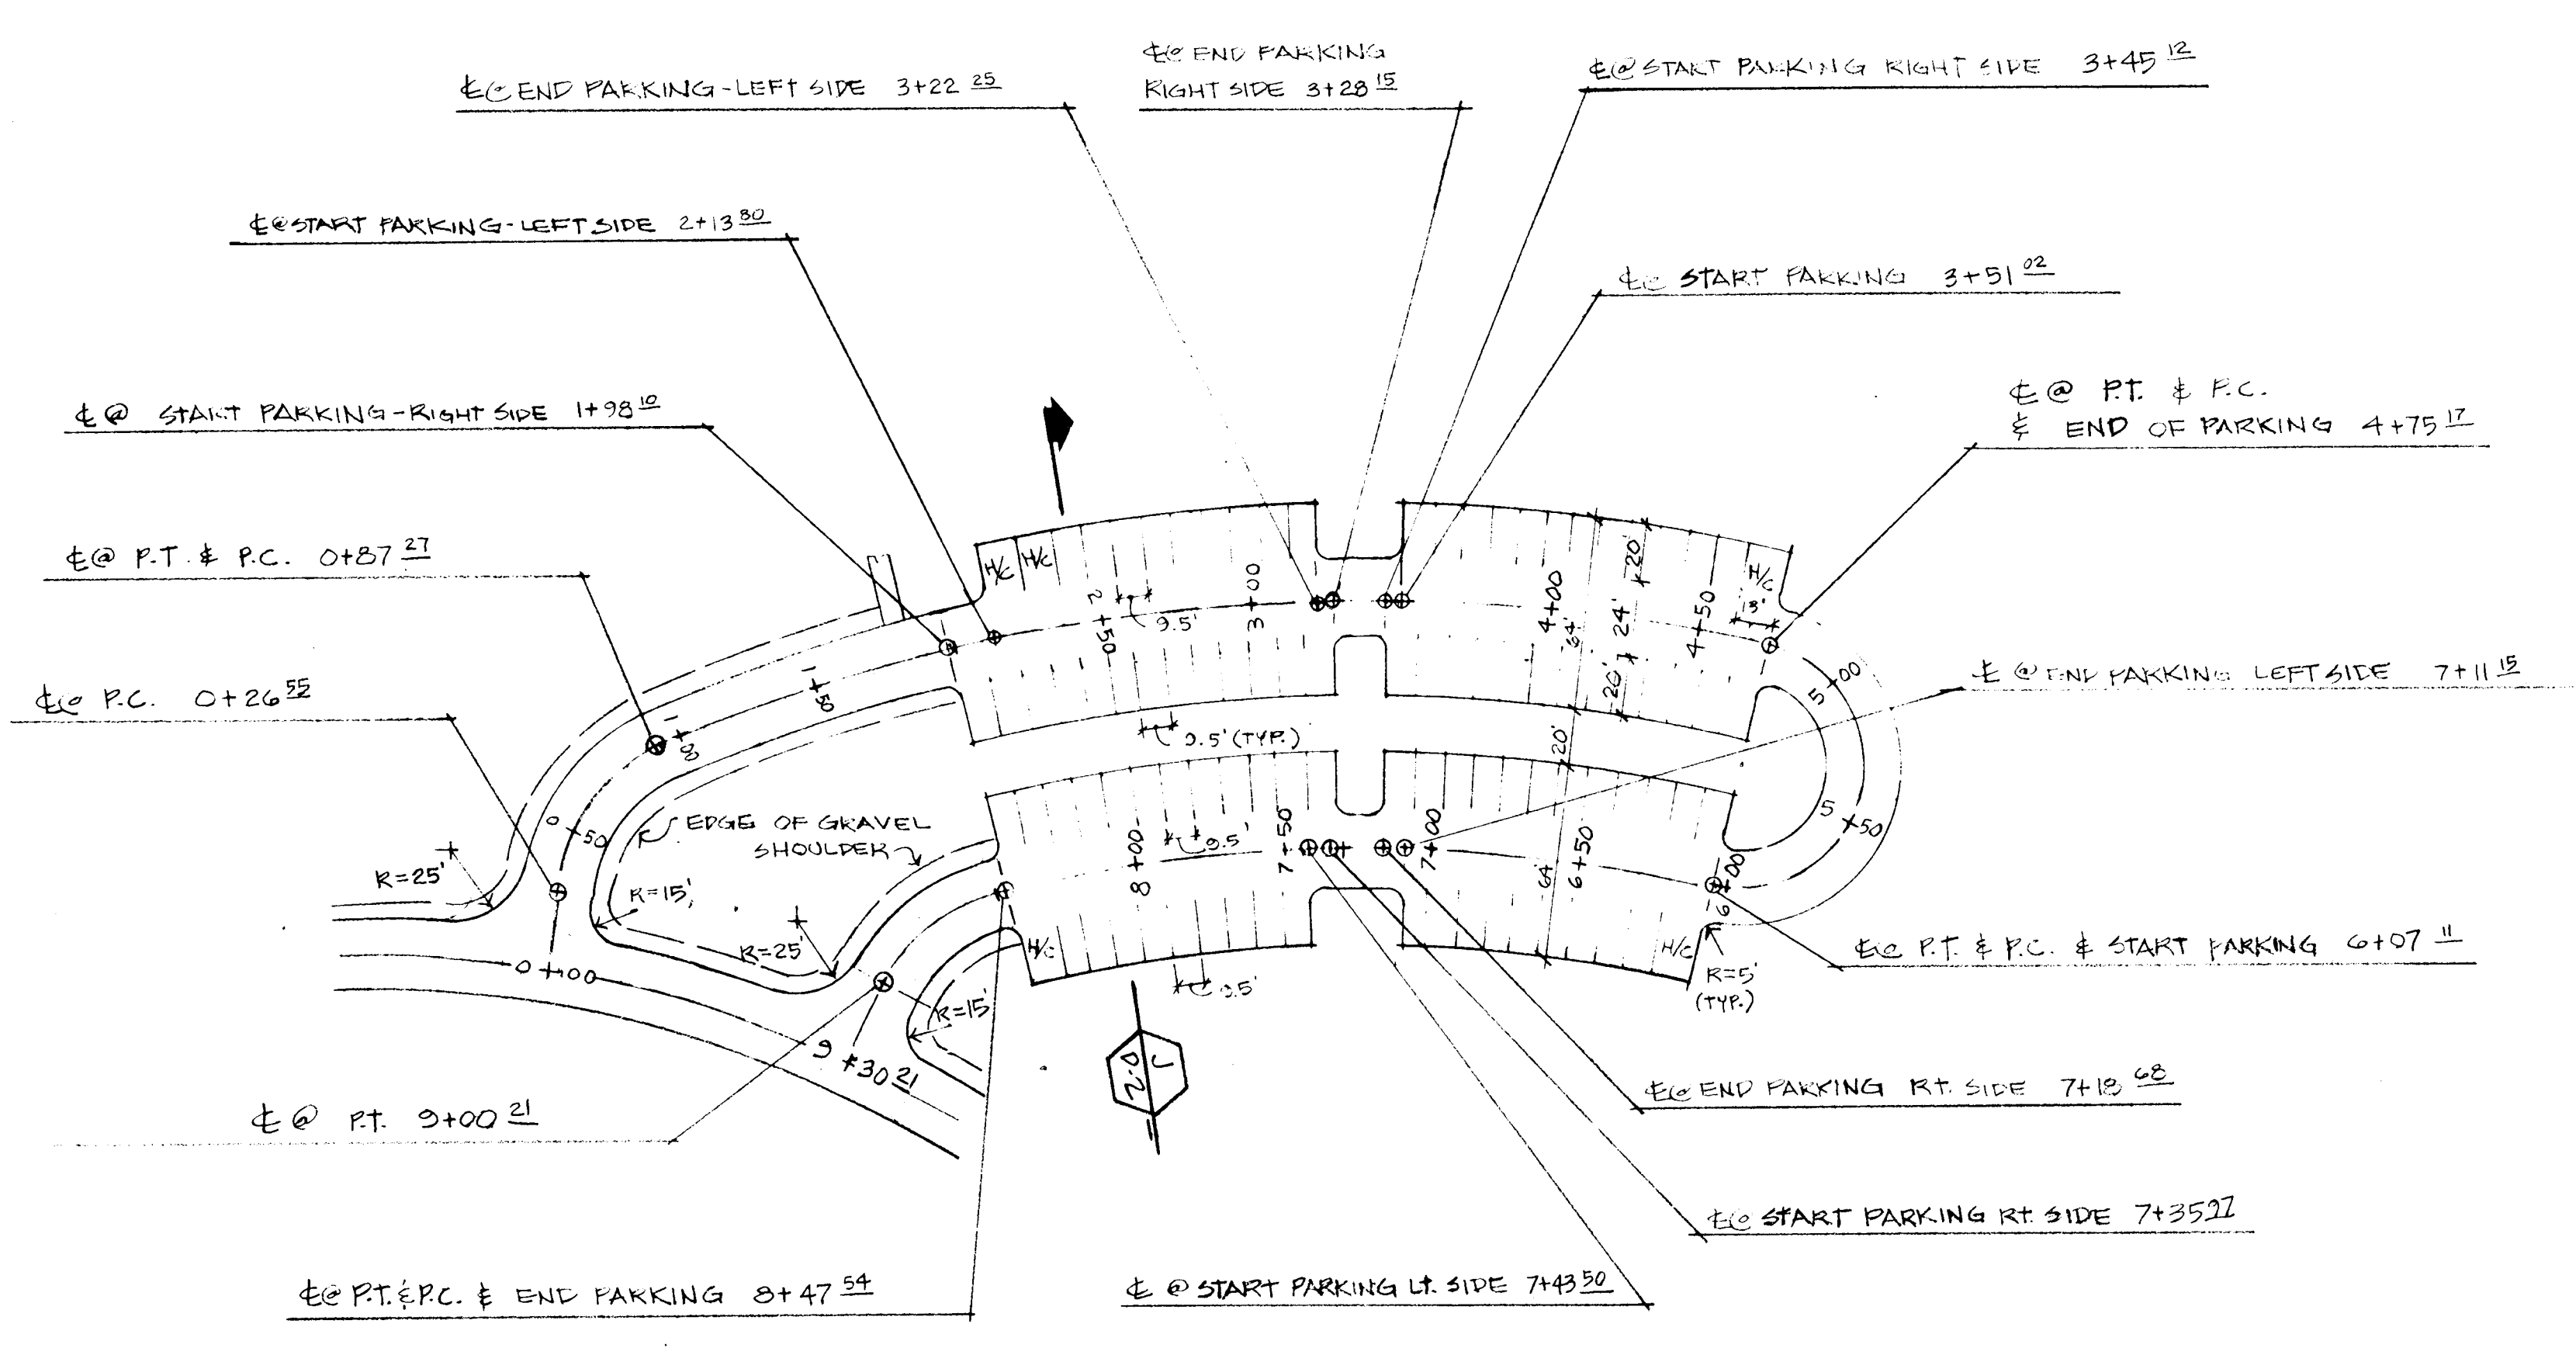 ℄@ END PARKING-LEFT SIDE 3+22 25
℄@ END PARKING
RIGHT SIDE 3+28 15
℄@ START PARKING RIGHT SIDE 3+45 12
℄@ START PARKING-LEFT SIDE 2+13 80
℄@ START PARKING 3+51 02
℄ @ START PARKING-RIGHT SIDE 1+98 10
℄ @ P.T. & P.C.
& END OF PARKING 4+75 17
℄@ P.T. & P.C. 0+87 27
℄@ P.C. 0+26 55
℄ @ END PARKING LEFT SIDE 7+11 15
H/C
H/C
2+50
9.5'
3+00
4+00
64'
20'
24'
20'
4+50
H/C
13'
5+00
1+50
1+00
9.5' (TYP.)
20'
5+50
0+50
EDGE OF GRAVEL
SHOULDER
R=25'
R=15'
R=25'
R=15'
0+00
9+30 21
8+00
9.5'
7+50
7+00
64'
6+50
6+00
H/C
H/C
9.5'
R=5'
(TYP.)
J
2.0
℄@ P.T. & P.C. & START PARKING 6+07 11
℄@ END PARKING RT. SIDE 7+18 68
℄ @ P.T. 9+00 21
℄@ START PARKING RT. SIDE 7+35 27
℄@ P.T. & P.C. & END PARKING 8+47 54
℄ @ START PARKING LT. SIDE 7+43 50